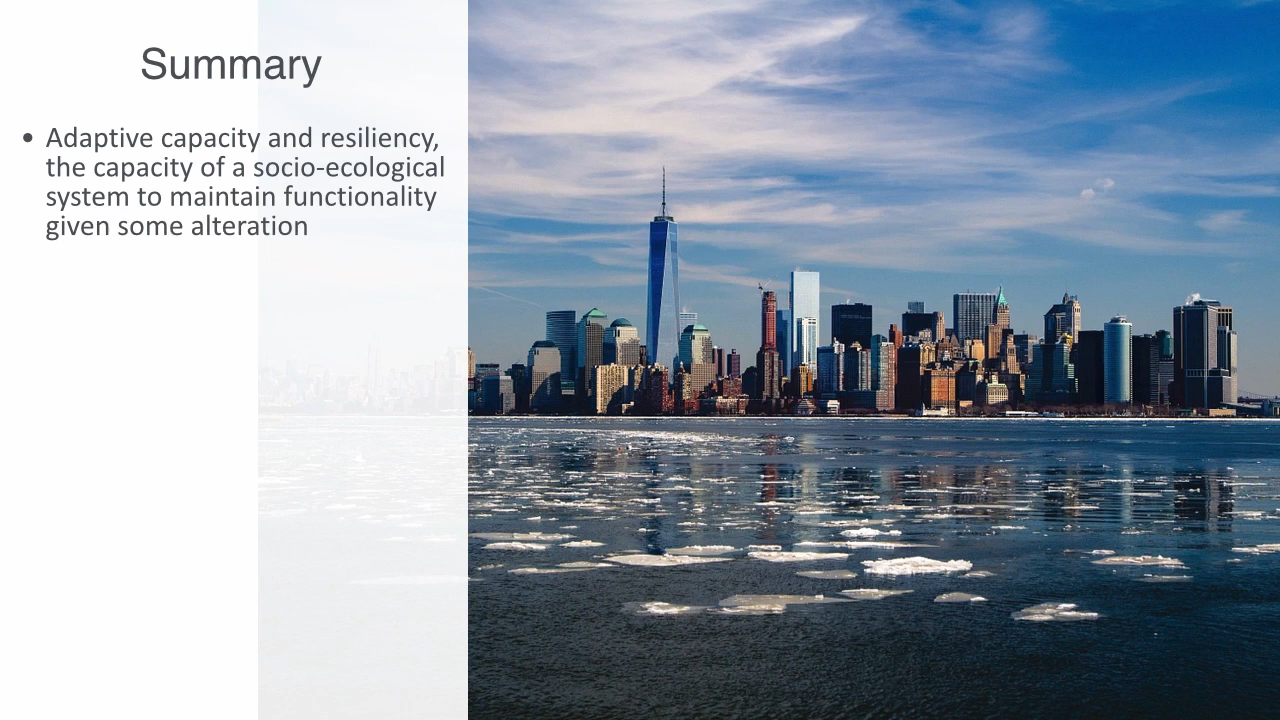 Summary
• Adaptive capacity and resiliency,
the capacity of a socio-ecological
system to maintain functionality
given some alteration